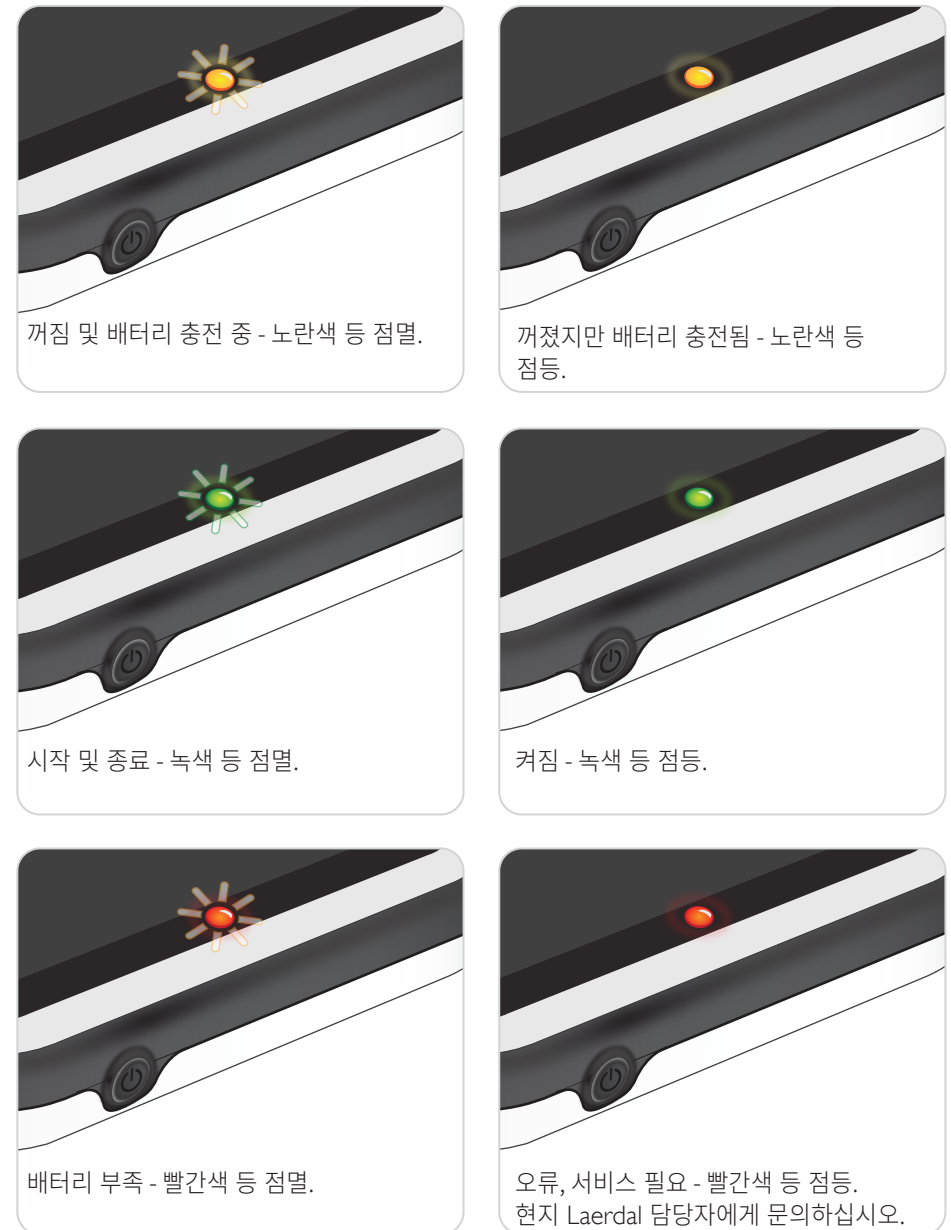 꺼짐 및 배터리 충전 중 - 노란색 등 점멸.
꺼졌지만 배터리 충전됨 - 노란색 등
점등.
시작 및 종료 - 녹색 등 점멸.
켜짐 - 녹색 등 점등.
배터리 부족 - 빨간색 등 점멸.
오류, 서비스 필요 - 빨간색 등 점등.
현지 Laerdal 담당자에게 문의하십시오.